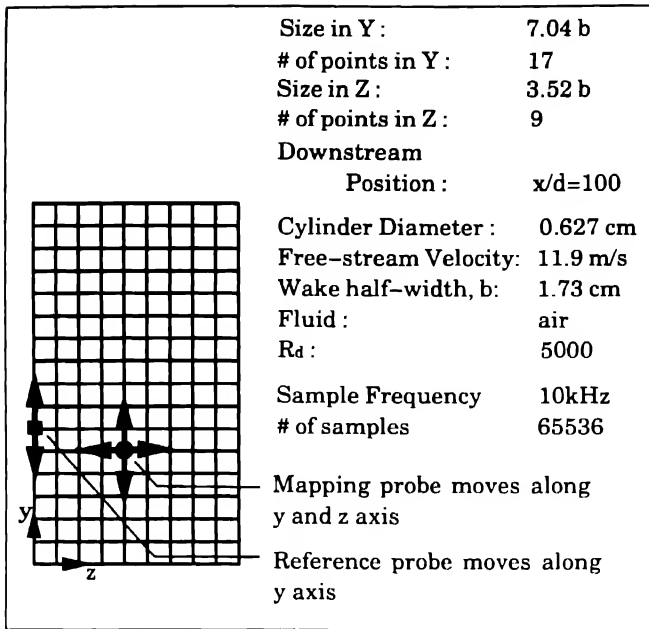 Size in Y : 7.04 b
# of points in Y : 17
Size in Z : 3.52 b
# of points in Z : 9
Downstream
Position : x/d=100
Cylinder Diameter : 0.627 cm
Free-stream Velocity: 11.9 m/s
Wake half-width, b: 1.73 cm
Fluid : air
Rd : 5000
Sample Frequency 10kHz
# of samples 65536
Mapping probe moves along
y and z axis
Reference probe moves along
y axis
y
z